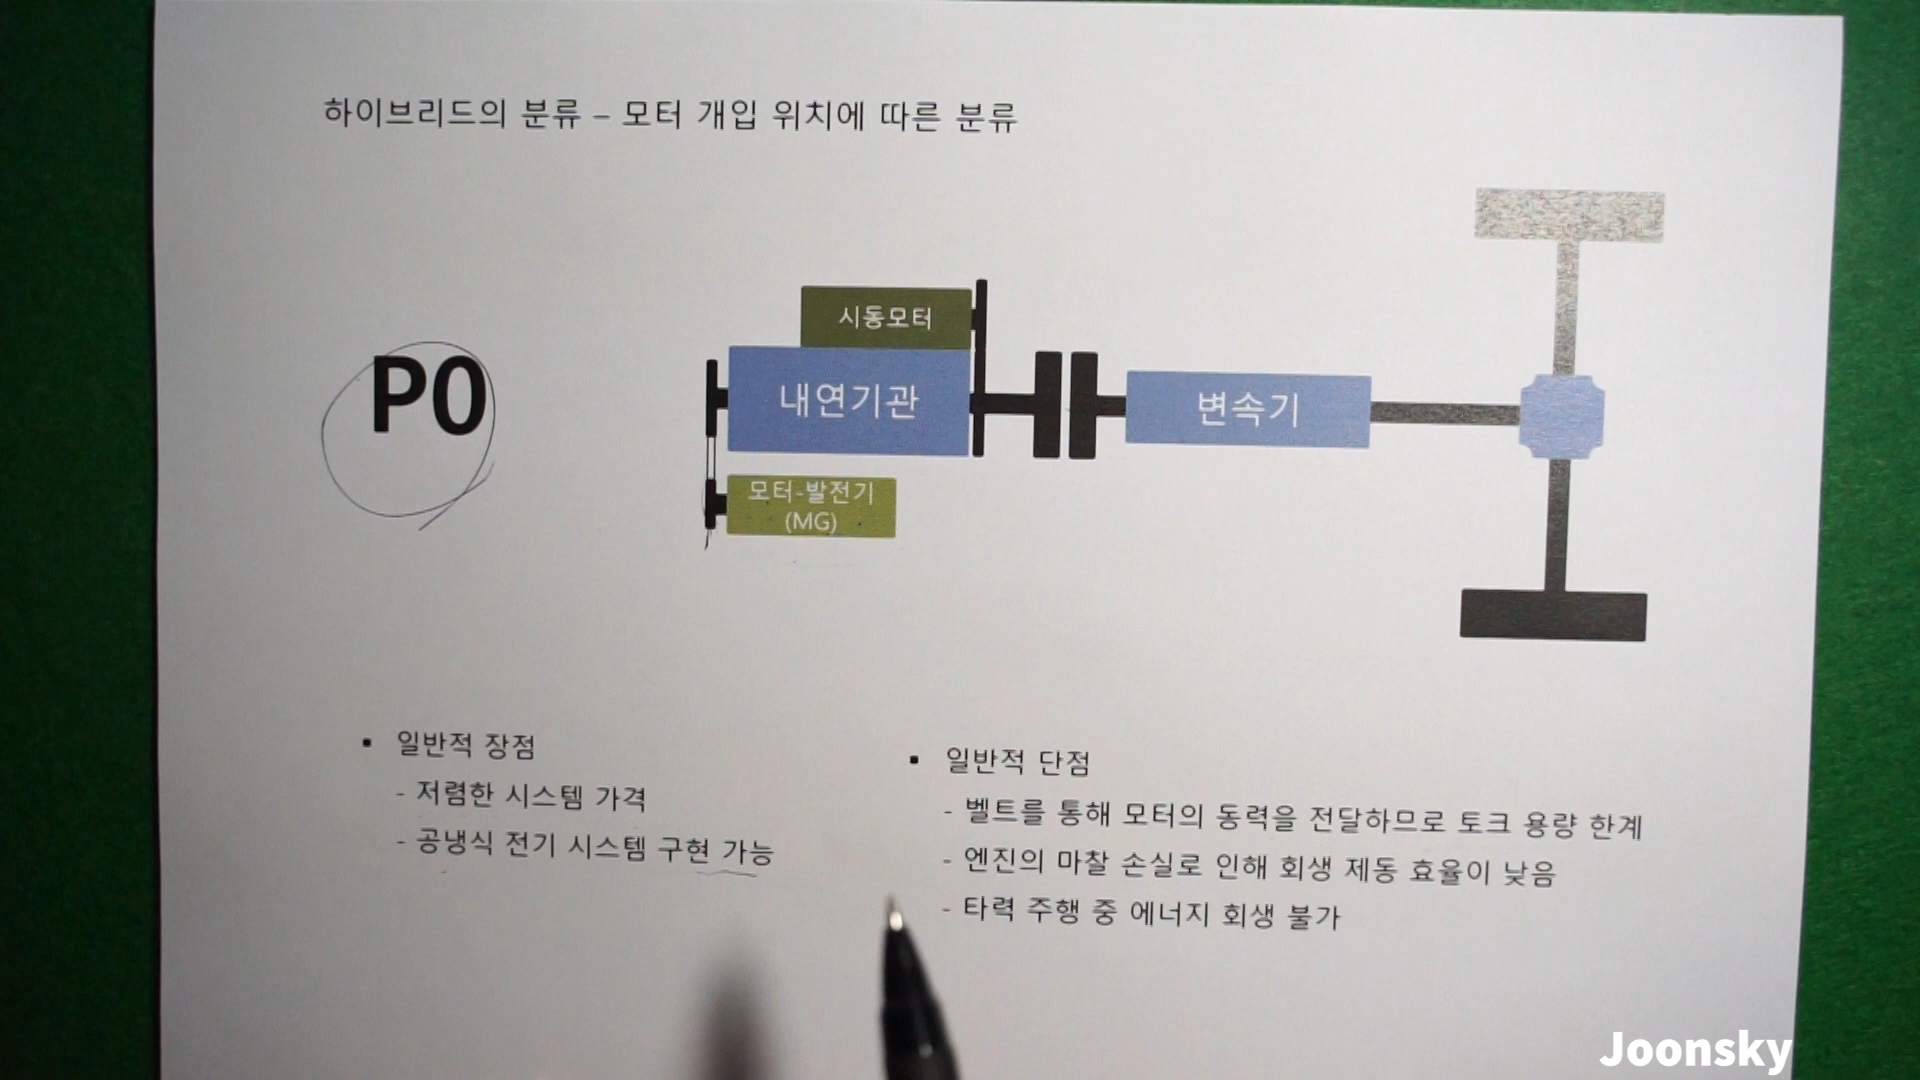 하이브리드의 분류 – 모터 개입 위치에 따른 분류
P0
시동모터
내연기관
변속기
모터-발전기
(MG)
▪ 일반적 장점
- 저렴한 시스템 가격
- 공냉식 전기 시스템 구현 가능
▪ 일반적 단점
- 벨트를 통해 모터의 동력을 전달하므로 토크 용량 한계
- 엔진의 마찰 손실로 인해 회생 제동 효율이 낮음
- 타력 주행 중 에너지 회생 불가
Joonsky